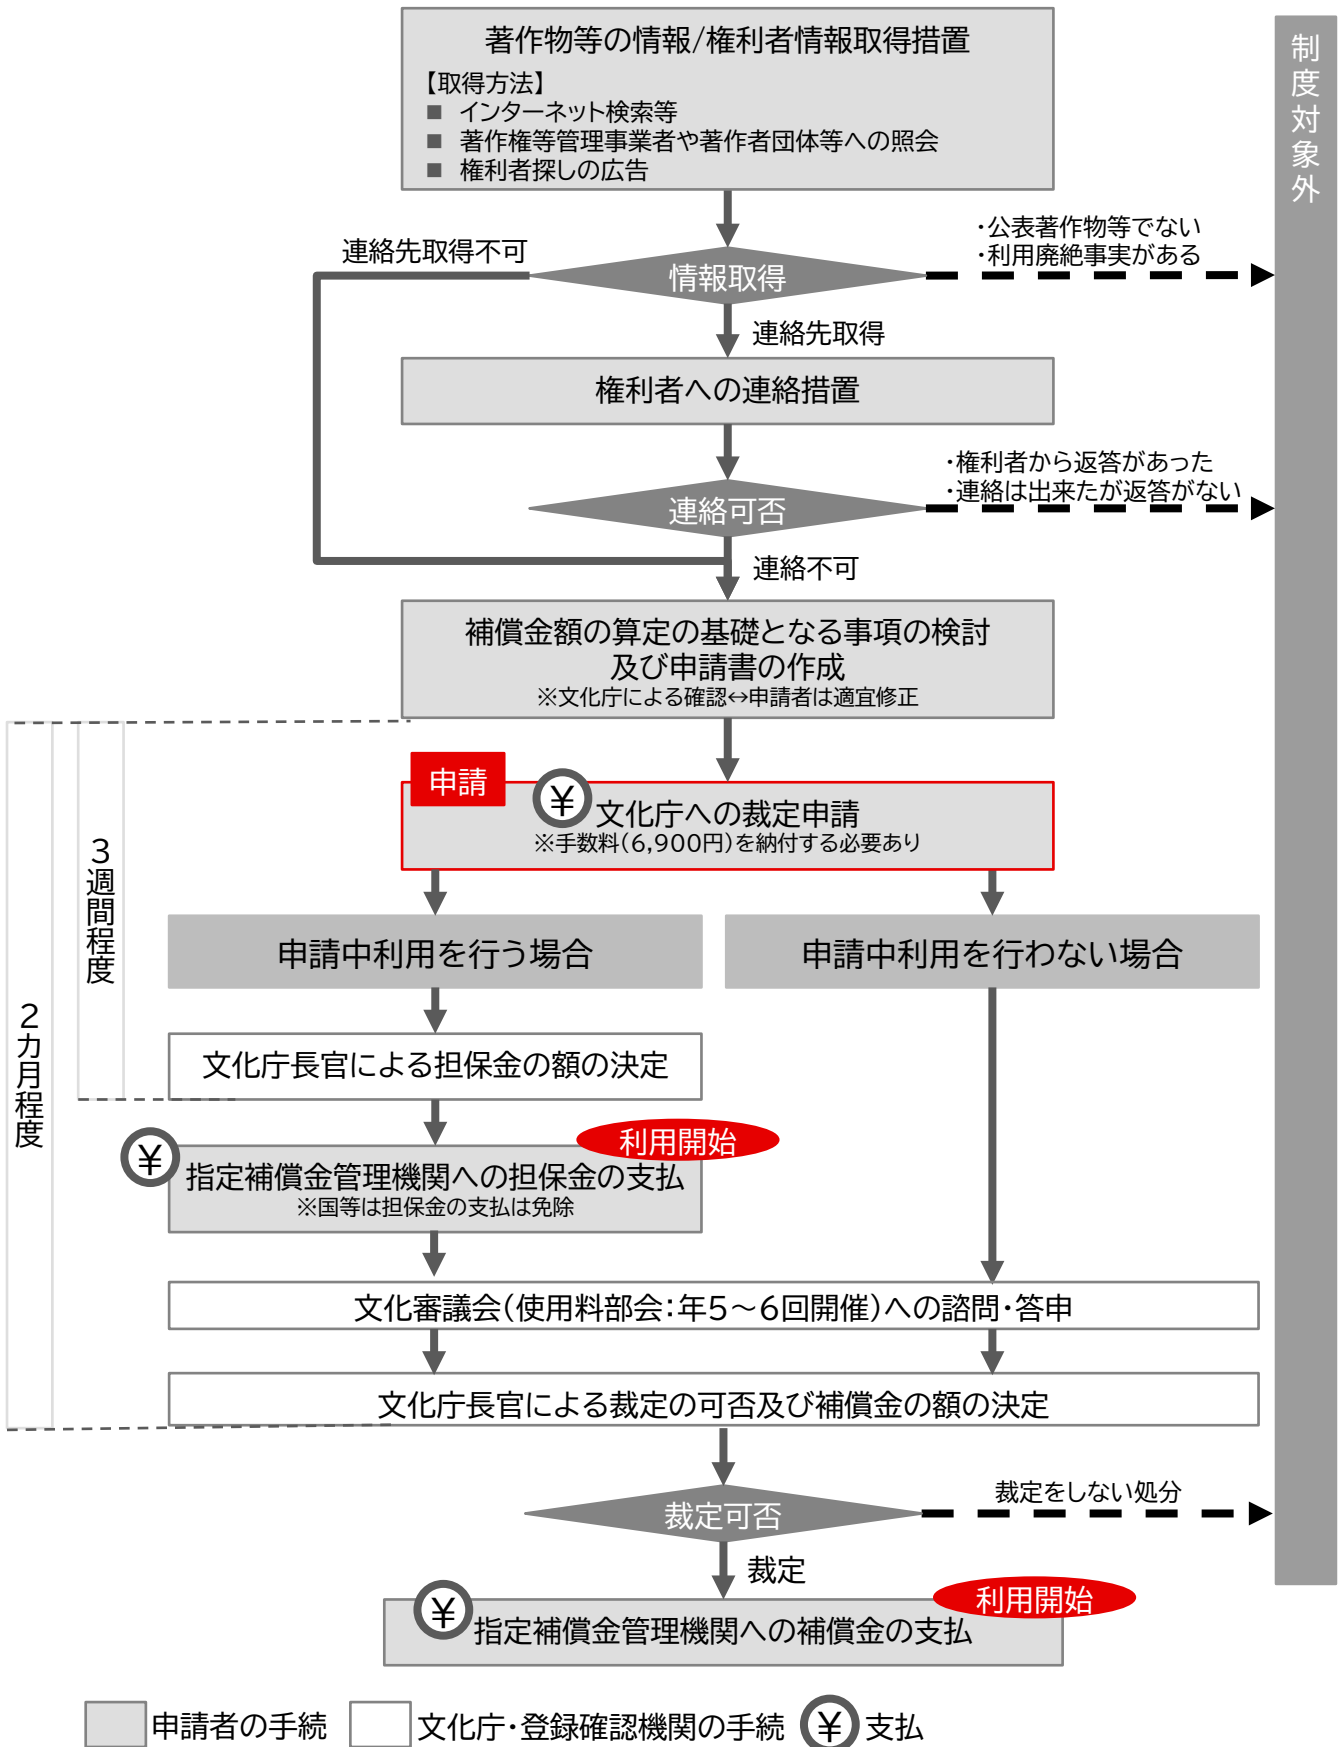 著作物等の情報/権利者情報取得措置
【取得方法】
■ インターネット検索等
■ 著作権等管理事業者や著作者団体等への照会
■ 権利者探しの広告
制度対象外
・公表著作物等でない
・利用廃絶事実がある
連絡先取得不可
情報取得
連絡先取得
権利者への連絡措置
・権利者から返答があった
・連絡は出来たが返答がない
連絡可否
連絡不可
補償金額の算定の基礎となる事項の検討
及び申請書の作成
※文化庁による確認↔申請者は適宜修正
申請
¥
文化庁への裁定申請
※手数料(6,900円)を納付する必要あり
3週間程度
2カ月程度
申請中利用を行う場合
申請中利用を行わない場合
文化庁長官による担保金の額の決定
利用開始
¥
指定補償金管理機関への担保金の支払
※国等は担保金の支払は免除
文化審議会(使用料部会:年5~6回開催)への諮問・答申
文化庁長官による裁定の可否及び補償金の額の決定
裁定をしない処分
裁定可否
裁定
利用開始
¥
指定補償金管理機関への補償金の支払
申請者の手続
文化庁・登録確認機関の手続
¥ 支払